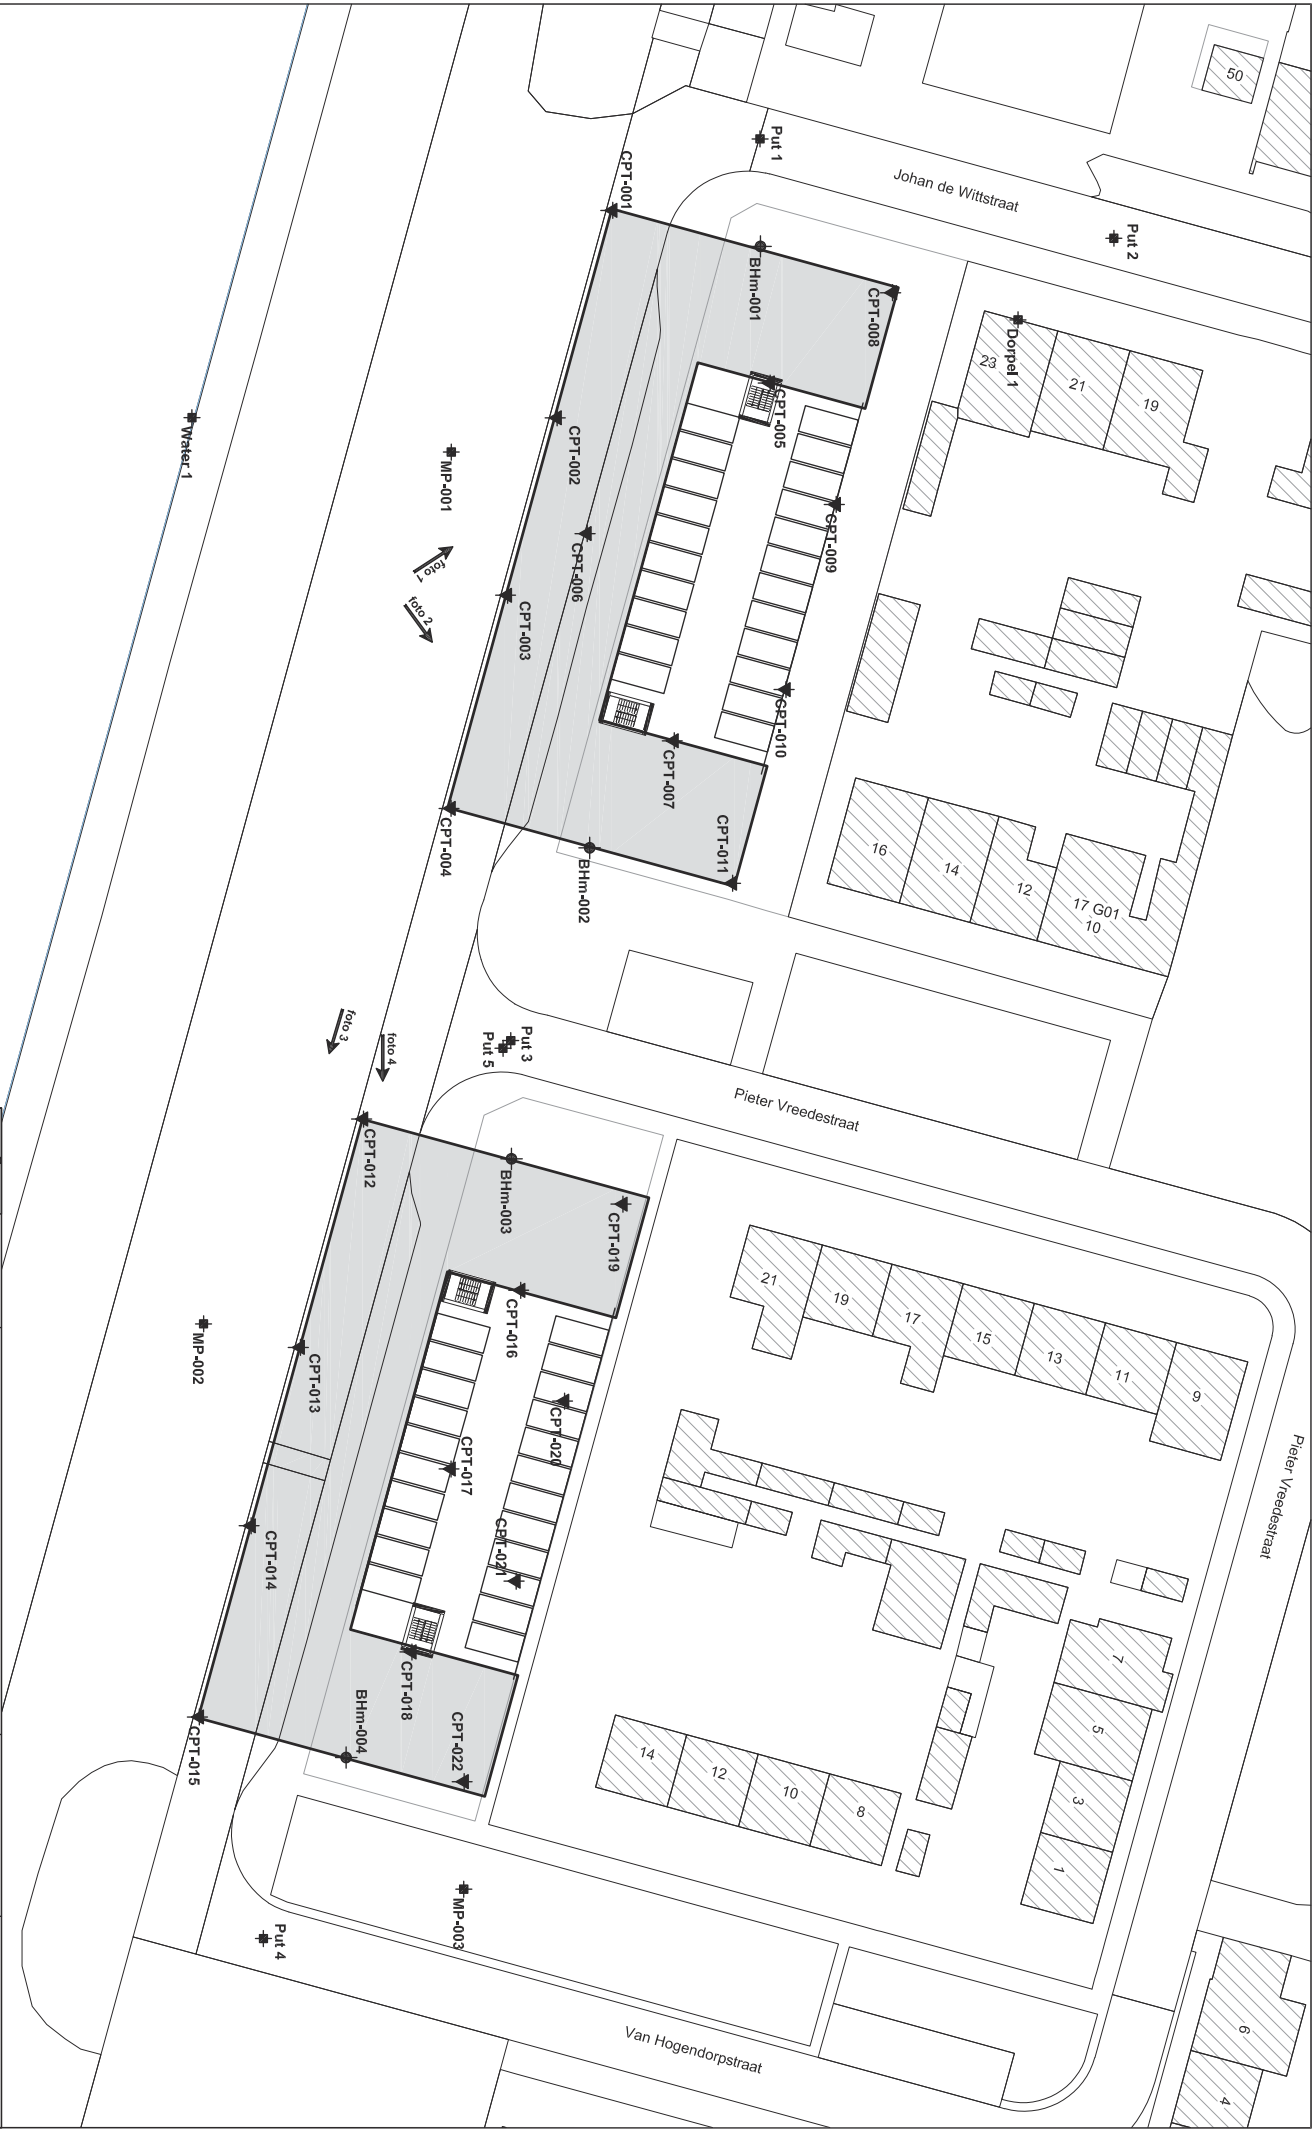 50
Put 1
Johan de Wittstraat
Put 2
CPT-001
BHm-001
CPT-008
Dorpel 1
23
21
19
CPT-005
Water 1
MP-001
CPT-002
CPT-006
CPT-009
foto 1
foto 2
CPT-003
CPT-010
CPT-007
CPT-004
BHm-002
CPT-011
16
14
12
17 G01
10
foto 3
foto 4
Put 3
Put 5
Pieter Vreedestraat
CPT-012
BHm-003
CPT-019
21
19
17
15
13
11
9
CPT-016
MP-002
CPT-013
CPT-020
CPT-017
Pieter Vreedestraat
CPT-014
CPT-021
7
5
3
1
CPT-018
BHm-004
CPT-022
CPT-015
14
12
10
8
MP-003
Put 4
Van Hogendorpstraat
6
4